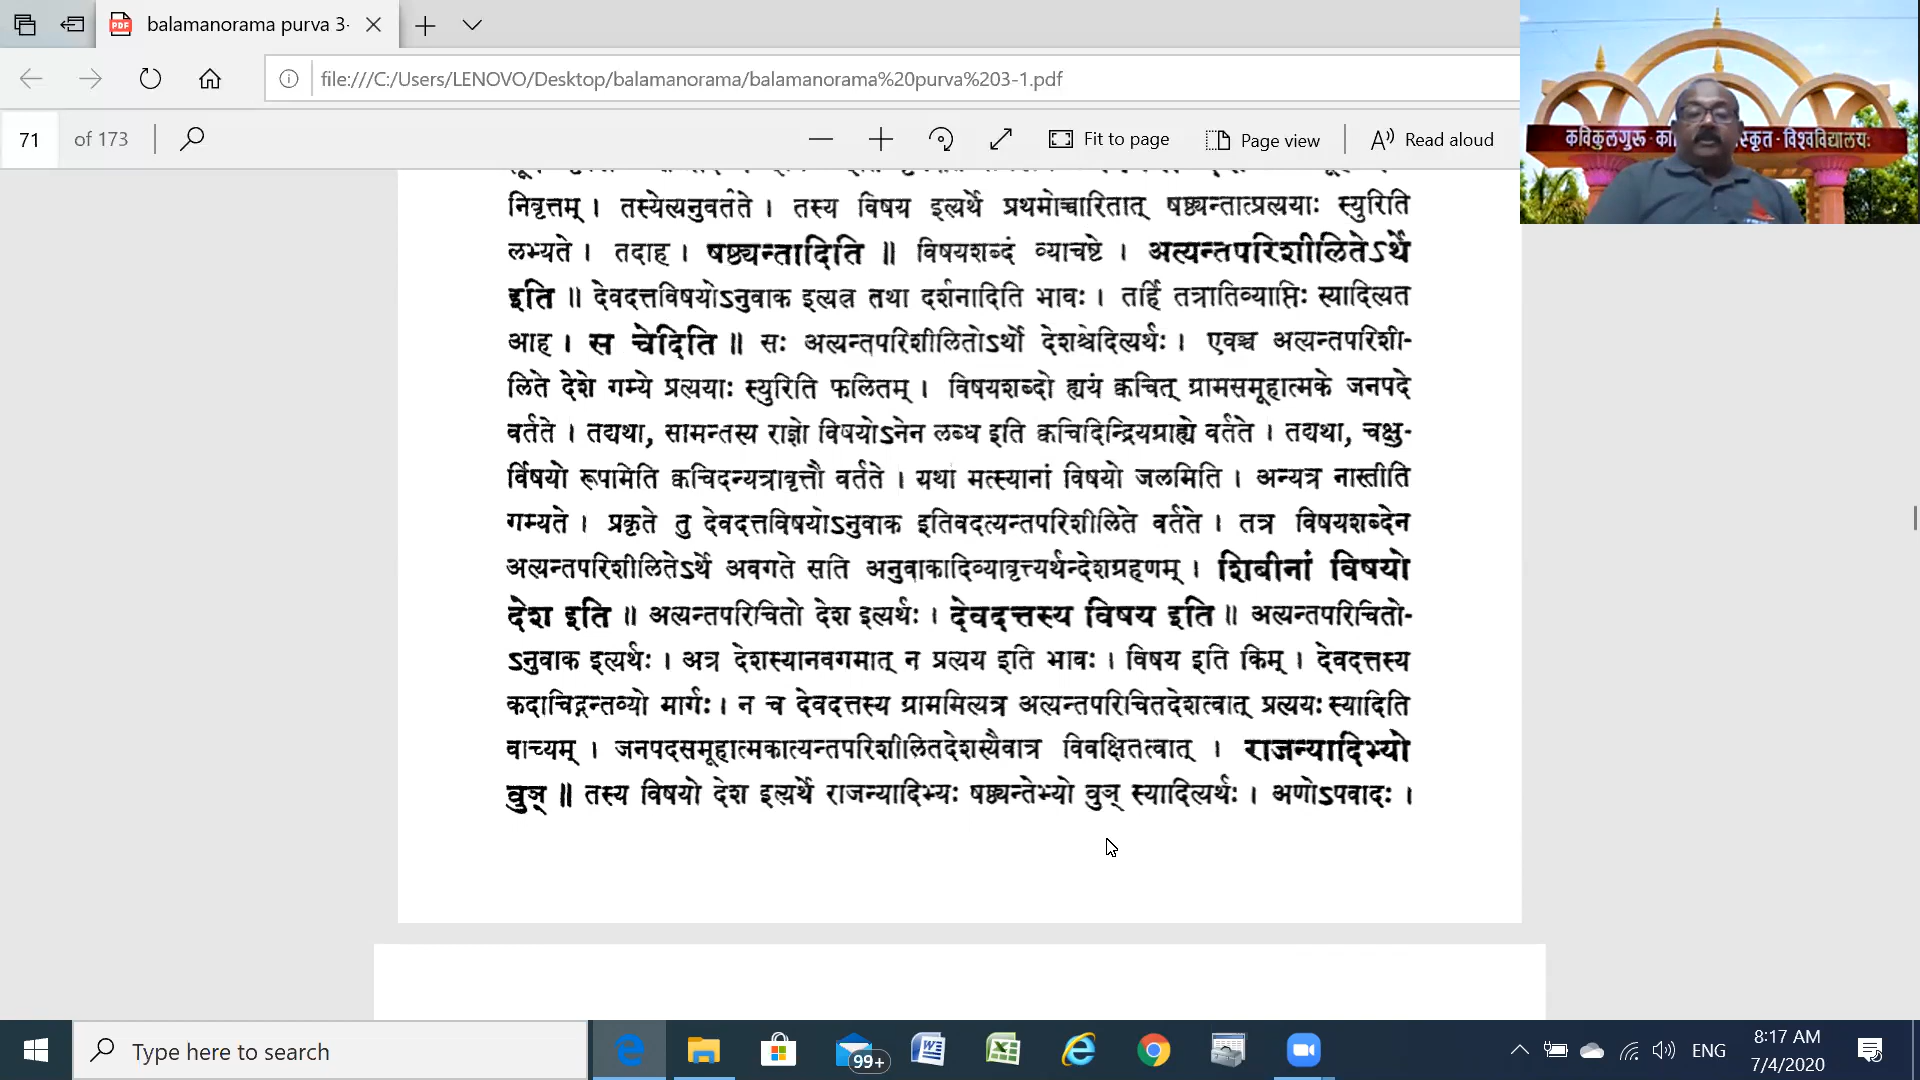 balamanorama purva 3-
file:///C:/Users/LENOVO/Desktop/balamanorama/balamanorama%20purva%203-1.pdf
71 of 173
Fit to page
Page view
Read aloud
कविकुलगुरु - का स्कृत - विश्वविद्यालयः
निवृत्तम् । तस्येत्यनुवर्तते । तस्य विषय इत्यर्थे प्रथमोच्चारितात् षष्ठ्यन्तात्प्रत्ययाः स्युरिति
लभ्यते । तदाह । षष्ठ्यन्तादिति ॥ विषयशब्दं व्याचष्टे । अत्यन्तपरिशीलितेऽर्थे
इति ॥ देवदत्तविषयोऽनुवाक इत्यत्र तथा दर्शनादिति भावः । तर्हि तत्रातिव्याप्तिः स्यादित्यत
आह । स चेदिति ॥ सः अत्यन्तपरिशीलितोऽर्थो देशश्चेदित्यर्थः । एवञ्च अत्यन्तपरिशी-
लिते देशे गम्ये प्रत्ययाः स्युरिति फलितम् । विषयशब्दो ह्ययं क्वचित् ग्रामसमूहात्मके जनपदे
वर्तते । तद्यथा, सामन्तस्य राज्ञो विषयोऽनेन लब्ध इति क्वचिदिन्द्रियग्राह्ये वर्तते । तद्यथा, चक्षु-
र्विषयो रूपामेति क्वचिदन्यत्रावृत्तौ वर्तते । यथा मत्स्यानां विषयो जलमिति । अन्यत्र नास्तीति
गम्यते । प्रकृते तु देवदत्तविषयोऽनुवाक इतिवदत्यन्तपरिशीलिते वर्तते । तत्र विषयशब्देन
अत्यन्तपरिशीलितेऽर्थे अवगते सति अनुवाकादिव्यावृत्त्यर्थन्देशग्रहणम् । शिबीनां विषयो
देश इति ॥ अत्यन्तपरिचितो देश इत्यर्थः । देवदत्तस्य विषय इति ॥ अत्यन्तपरिचितो-
ऽनुवाक इत्यर्थः । अत्र देशस्यानवगमात् न प्रत्यय इति भावः । विषय इति किम् । देवदत्तस्य
कदाचिद्गन्तव्यो मार्गः । न च देवदत्तस्य ग्राममित्यत्र अत्यन्तपरिचितदेशत्वात् प्रत्ययः स्यादिति
वाच्यम् । जनपदसमूहात्मकात्यन्तपरिशीलितदेशस्यैवात्र विवक्षितत्वात् । राजन्यादिभ्यो
वुञ् ॥ तस्य विषयो देश इत्यर्थे राजन्यादिभ्यः षष्ठ्यन्तेभ्यो वुञ् स्यादित्यर्थः । अणोऽपवादः ।
Type here to search
99+
ENG
8:17 AM
7/4/2020